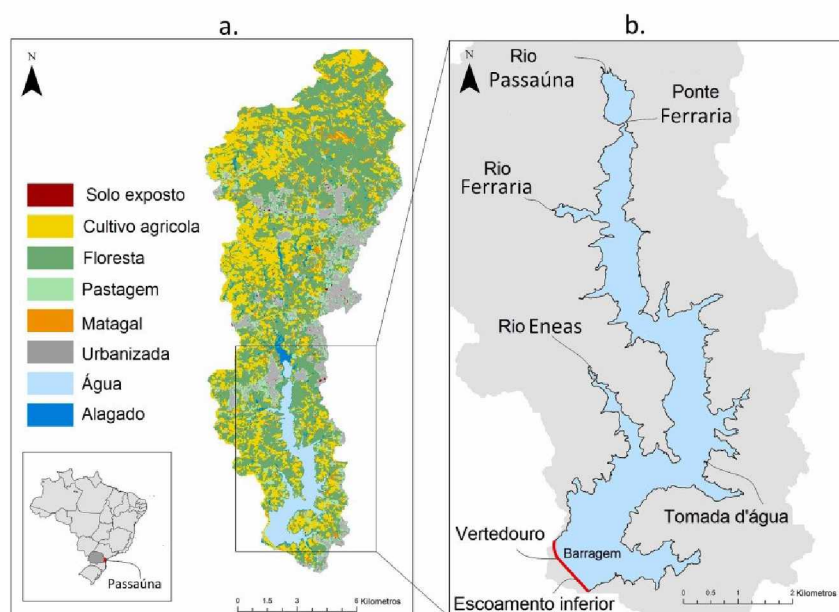 a.
N
Solo exposto
Cultivo agricola
Floresta
Pastagem
Matagal
Urbanizada
Água
Alagado
Passaúna
0 1.5 3 6 Kilometros
b.
N
Rio
Passaúna
Ponte
Ferraria
Rio
Ferraria
Rio Eneas
Tomada d'água
Vertedouro
Barragem
Escoamento inferior
0 0.5 1 2 Kilometros